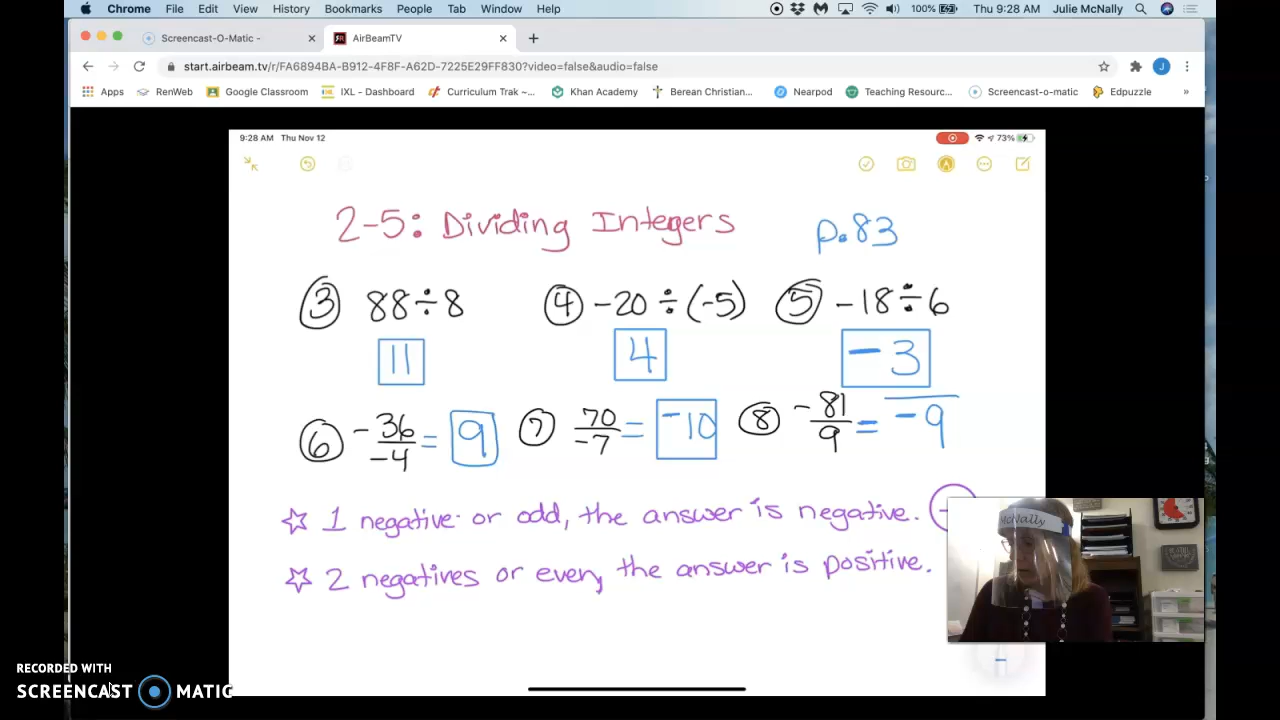 Chrome File Edit View History Bookmarks People Tab Window Help 100% Thu 9:28 AM Julie McNally
Screencast-O-Matic - AirBeamTV
start.airbeam.tv/r/FA6894BA-B912-4F8F-A62D-7225E29FF830?video=false&audio=false
Apps RenWeb Google Classroom IXL - Dashboard Curriculum Trak ~... Khan Academy Berean Christian... Nearpod Teaching Resourc... Screencast-o-matic Edpuzzle »
9:28 AM Thu Nov 12 73%
2-5: Dividing Integers p.83
③ 88÷8 ④ -20÷(-5) ⑤ -18÷6
11 4 -3
⑥ -36/-4 = 9 ⑦ 70/-7 = -10 ⑧ -81/9 = -9
☆ 1 negative or odd, the answer is negative.
☆ 2 negatives or even, the answer is positive.
McNally
RECORDED WITH
SCREENCAST O MATIC